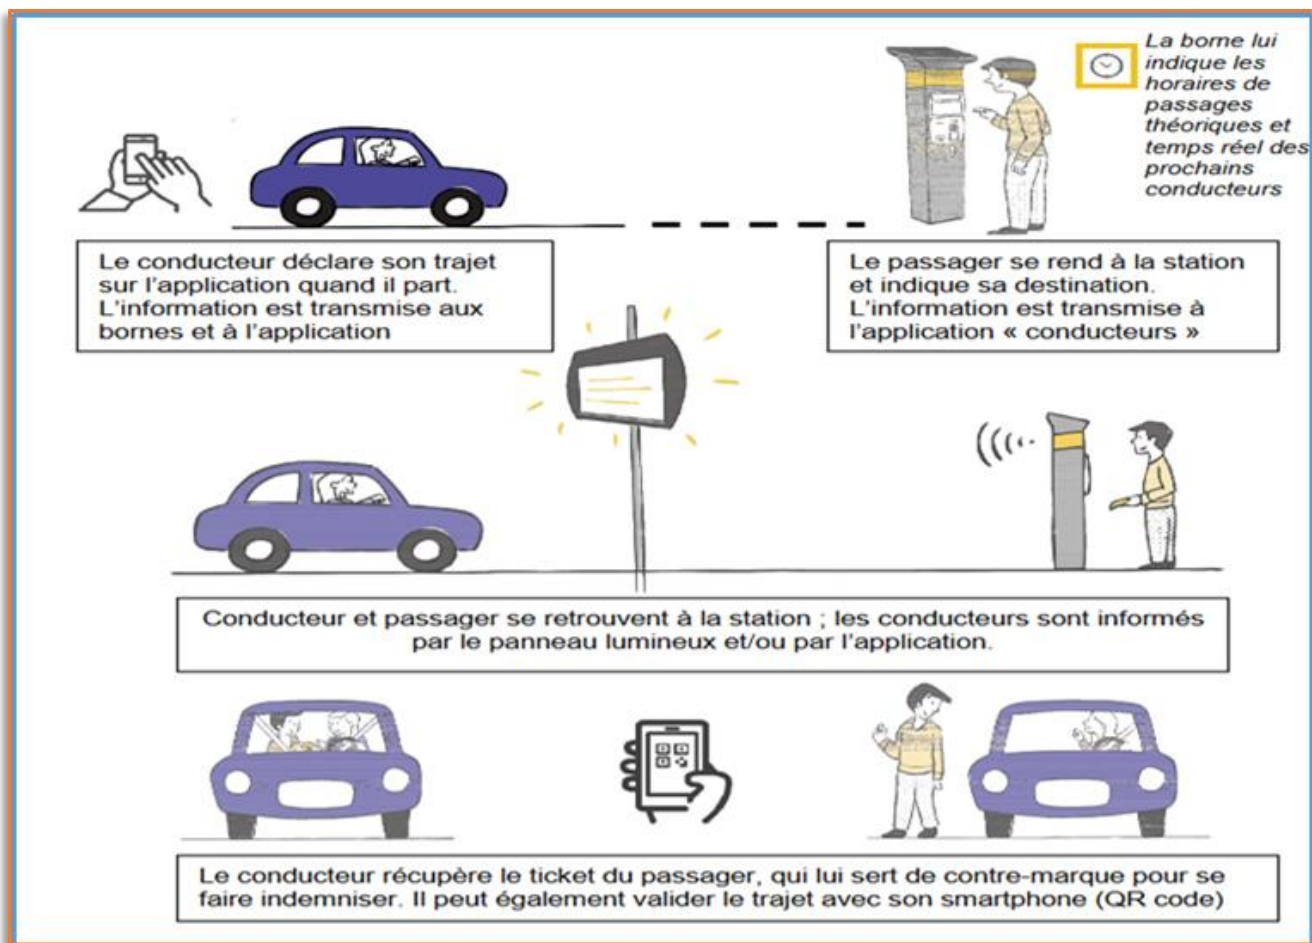 La borne lui
indique les
horaires de
passages
théoriques et
temps réel des
prochains
conducteurs
Le conducteur déclare son trajet
sur l'application quand il part.
L'information est transmise aux
bornes et à l'application
Le passager se rend à la station
et indique sa destination.
L'information est transmise à
l'application « conducteurs »
Conducteur et passager se retrouvent à la station ; les conducteurs sont informés
par le panneau lumineux et/ou par l'application.
Le conducteur récupère le ticket du passager, qui lui sert de contre-marque pour se
faire indemniser. Il peut également valider le trajet avec son smartphone (QR code)